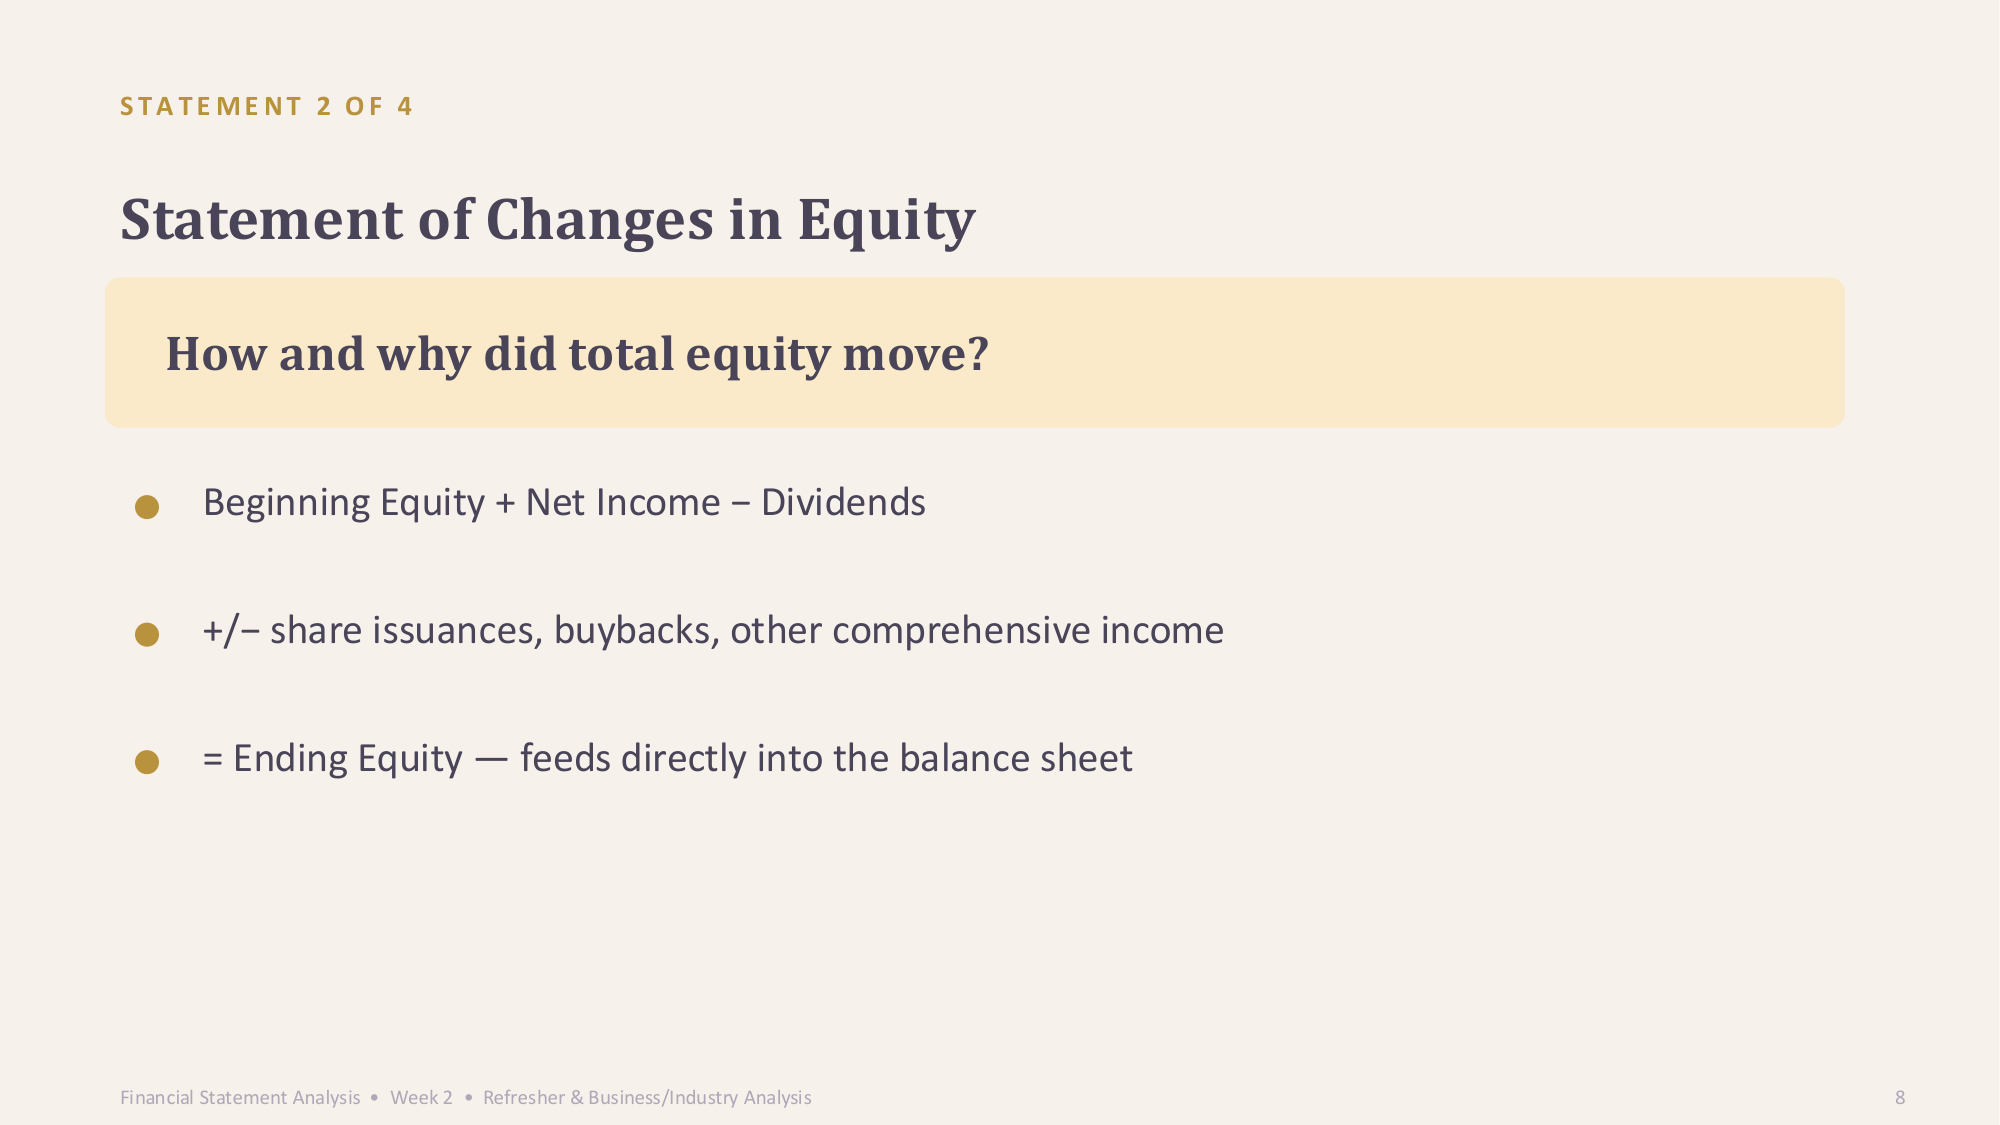 STATEMENT 2 OF 4
Statement of Changes in Equity
How and why did total equity move?
● Beginning Equity + Net Income − Dividends
● +/− share issuances, buybacks, other comprehensive income
● = Ending Equity — feeds directly into the balance sheet
Financial Statement Analysis • Week 2 • Refresher & Business/Industry Analysis
8